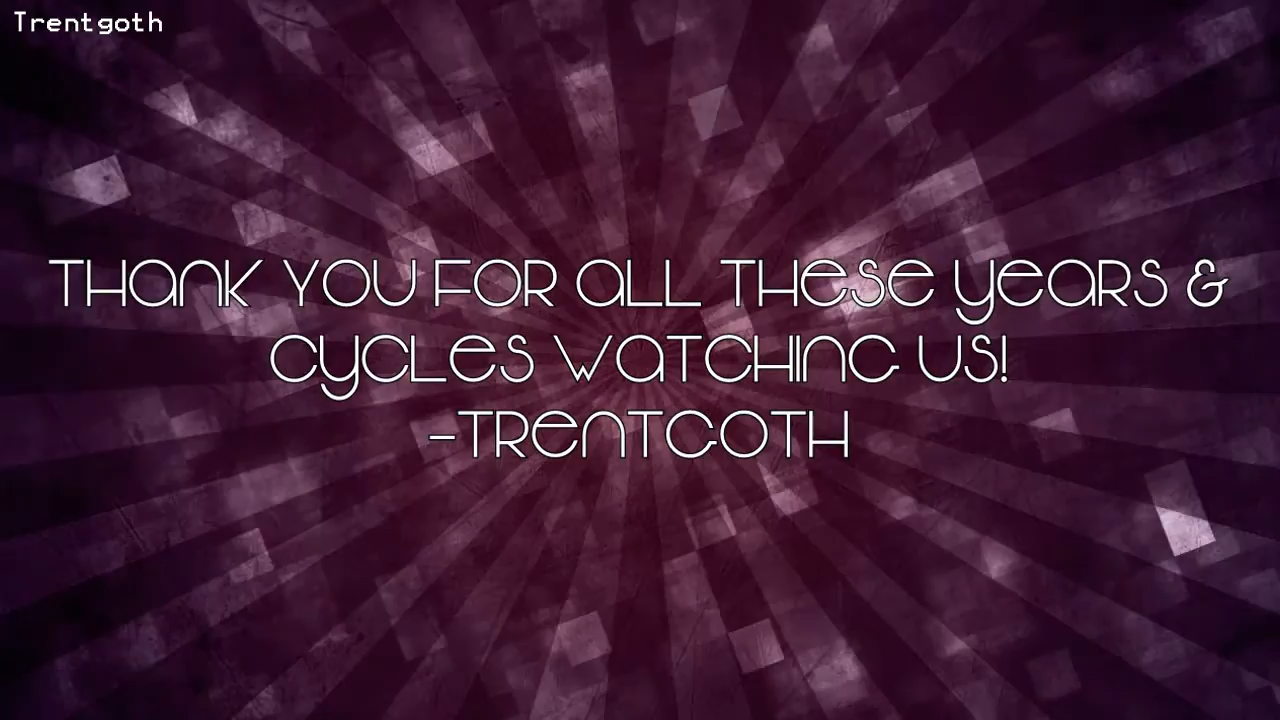 Trentgoth
THANK YOU FOR ALL THESE YEARS &
CYCLES WATCHING US!
-TRENTGOTH